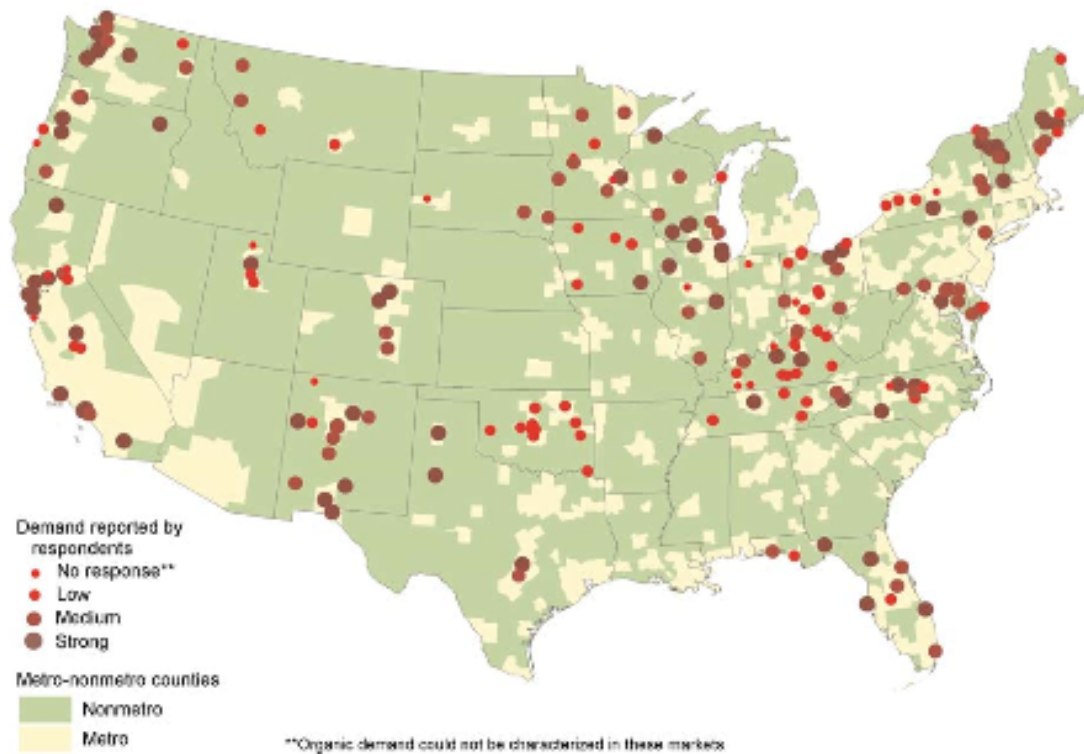 Demand reported by
respondents
No response**
Low
Medium
Strong
Metro-nonmetro counties
Nonmetro
Metro
**Organic demand could not be characterized in these markets